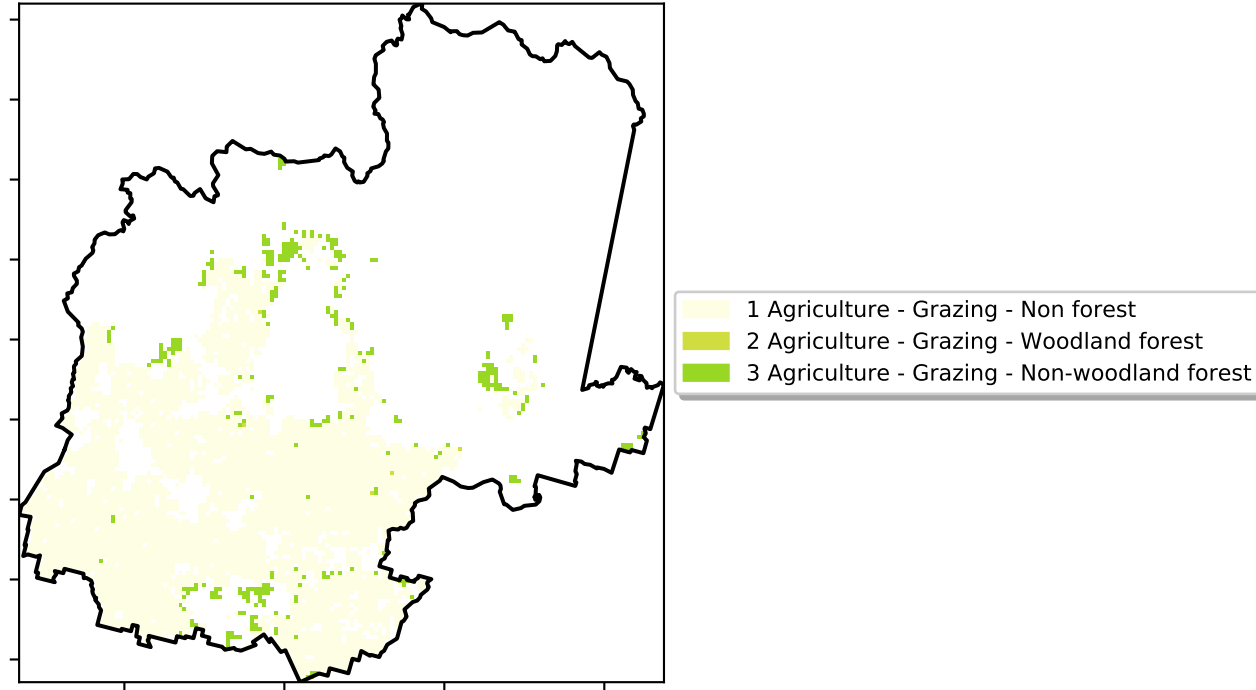 1 Agriculture - Grazing - Non forest
2 Agriculture - Grazing - Woodland forest
3 Agriculture - Grazing - Non-woodland forest